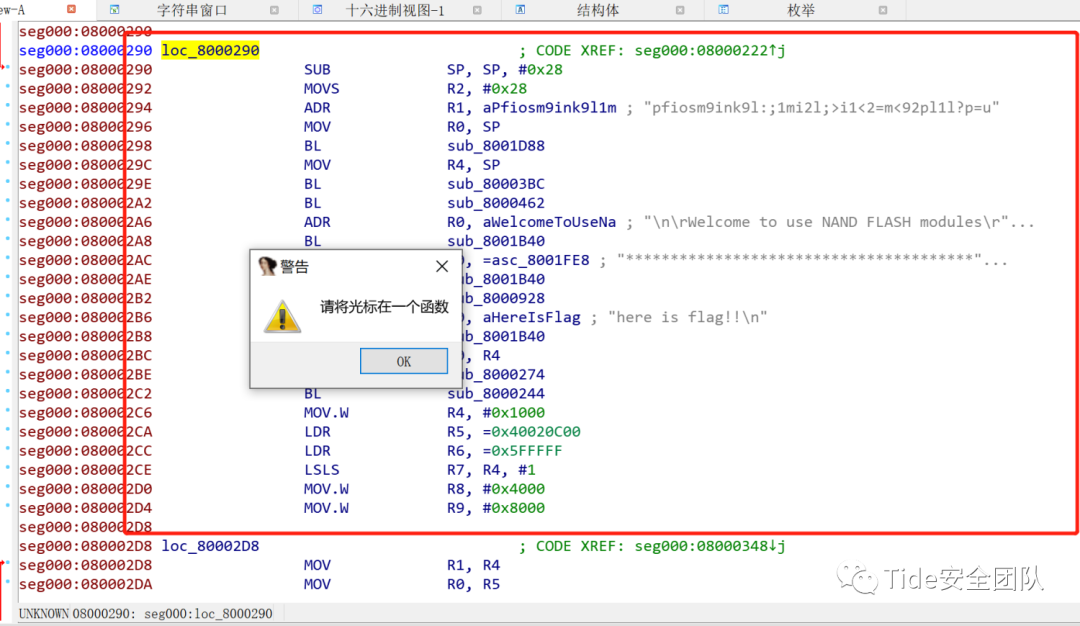 ew-A 字符串窗口 十六进制视图-1 结构体 枚举
seg000:08000290
seg000:08000290 loc_8000290 ; CODE XREF: seg000:08000222↑j
seg000:08000290 SUB SP, SP, #0x28
seg000:08000292 MOVS R2, #0x28
seg000:08000294 ADR R1, aPfiosm9ink9l1m ; "pfiosm9ink9l:;1mi2l;>i1<2=m<92pl1l?p=u"
seg000:08000296 MOV R0, SP
seg000:08000298 BL sub_8001D88
seg000:0800029C MOV R4, SP
seg000:0800029E BL sub_80003BC
seg000:080002A2 BL sub_8000462
seg000:080002A6 ADR R0, aWelcomeToUseNa ; "\n\rWelcome to use NAND FLASH modules\r"...
seg000:080002A8 BL sub_8001B40
seg000:080002AC , =asc_8001FE8 ; "***************************************"...
seg000:080002AE ub_8001B40
seg000:080002B2 ub_8000928
seg000:080002B6 , aHereIsFlag ; "here is flag!!\n"
seg000:080002B8 ub_8001B40
seg000:080002BC , R4
seg000:080002BE ub_8000274
seg000:080002C2 BL sub_8000244
seg000:080002C6 MOV.W R4, #0x1000
seg000:080002CA LDR R5, =0x40020C00
seg000:080002CC LDR R6, =0x5FFFFF
seg000:080002CE LSLS R7, R4, #1
seg000:080002D0 MOV.W R8, #0x4000
seg000:080002D4 MOV.W R9, #0x8000
seg000:080002D8
seg000:080002D8 loc_80002D8 ; CODE XREF: seg000:08000348↓j
seg000:080002D8 MOV R1, R4
seg000:080002DA MOV R0, R5
警告
请将光标在一个函数
OK
Tide安全团队
UNKNOWN 08000290: seg000:loc_8000290